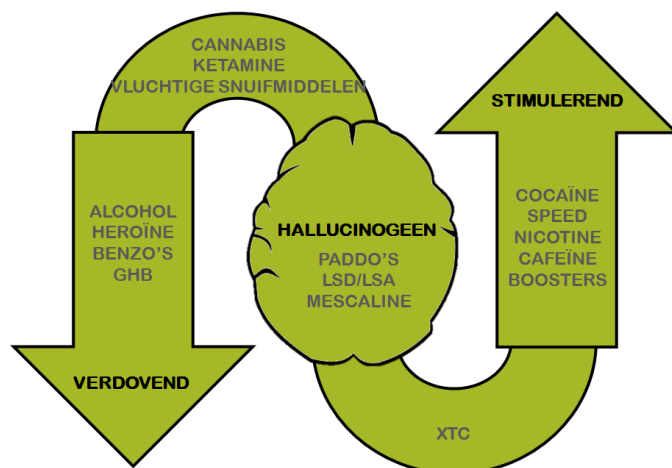 CANNABIS
KETAMINE
VLUCHTIGE SNUIFMIDDELEN
ALCOHOL
HEROÏNE
BENZO'S
GHB
VERDOVEND
HALLUCINOGEEN
PADDO'S
LSD/LSA
MESCALINE
XTC
STIMULEREND
COCAÏNE
SPEED
NICOTINE
CAFEÏNE
BOOSTERS